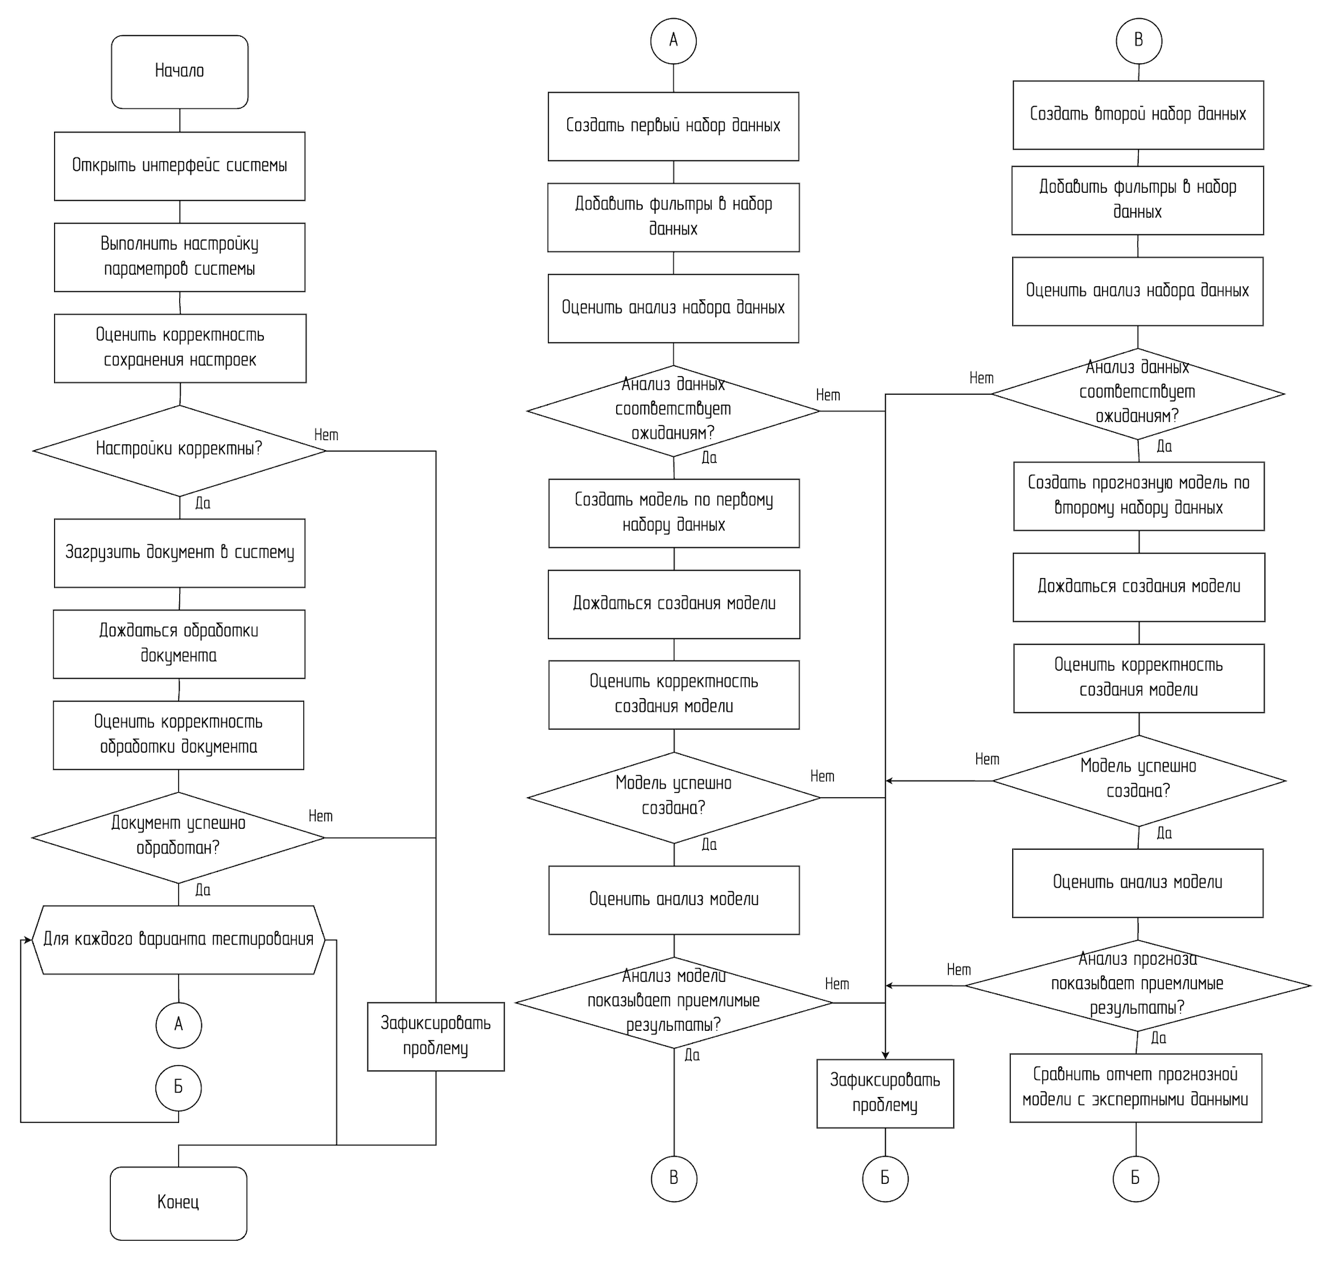 Начало
Открыть интерфейс системы
Выполнить настройку
параметров системы
Оценить корректность
сохранения настроек
Настройки корректны?
Нет
Да
Загрузить документ в систему
Дождаться обработки
документа
Оценить корректность
обработки документа
Документ успешно
обработан?
Нет
Да
Для каждого варианта тестирования
А
Б
Зафиксировать
проблему
Конец
А
Создать первый набор данных
Добавить фильтры в набор
данных
Оценить анализ набора данных
Анализ данных
соответствует
ожиданиям?
Нет
Да
Создать модель по первому
набору данных
Дождаться создания модели
Оценить корректность
создания модели
Модель успешно
создана?
Нет
Да
Оценить анализ модели
Анализ модели
показывает приемлимые
результаты?
Нет
Да
В
Зафиксировать
проблему
Б
В
Создать второй набор данных
Добавить фильтры в набор
данных
Оценить анализ набора данных
Анализ данных
соответствует
ожиданиям?
Нет
Да
Создать прогнозную модель по
второму набору данных
Дождаться создания модели
Оценить корректность
создания модели
Модель успешно
создана?
Нет
Да
Оценить анализ модели
Анализ прогноза
показывает приемлимые
результаты?
Нет
Да
Сравнить отчет прогнозной
модели с экспертными данными
Б